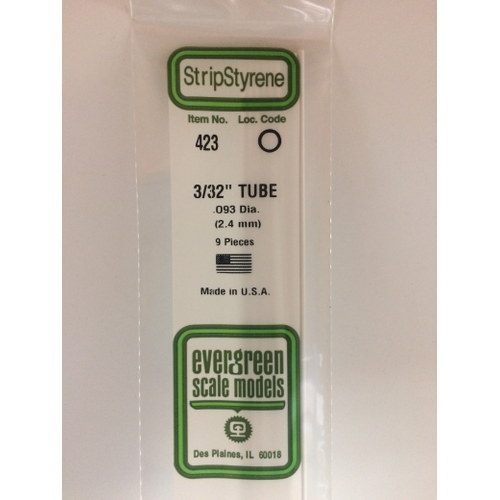 StripStyrene
Item No. Loc. Code
423
3/32" TUBE
.093 Dia.
(2.4 mm)
9 Pieces
Made in U.S.A.
evergreen
scale models
Des Plaines, IL 60018